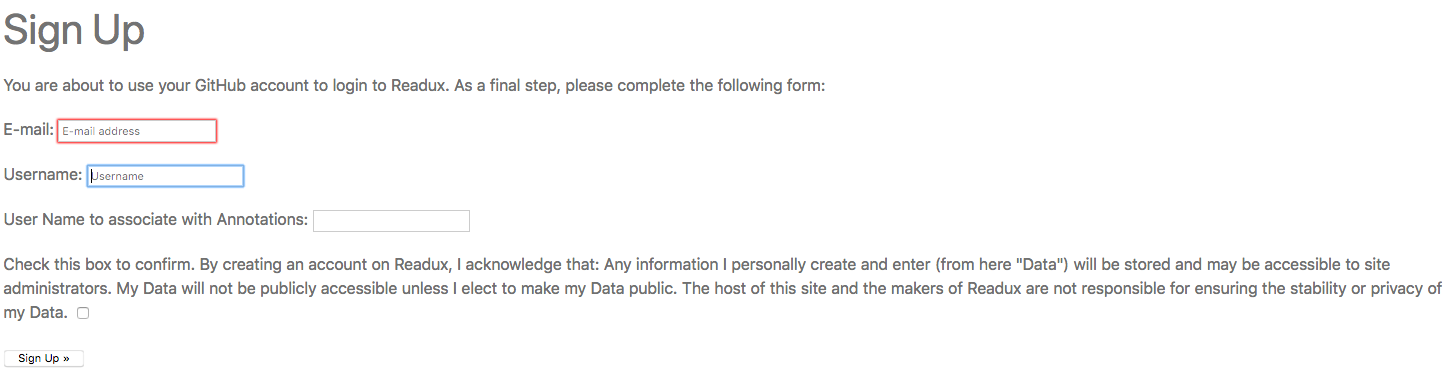 Sign Up
You are about to use your GitHub account to login to Readux. As a final step, please complete the following form:
E-mail: E-mail address
Username: Username
User Name to associate with Annotations:
Check this box to confirm. By creating an account on Readux, I acknowledge that: Any information I personally create and enter (from here "Data") will be stored and may be accessible to site
administrators. My Data will not be publicly accessible unless I elect to make my Data public. The host of this site and the makers of Readux are not responsible for ensuring the stability or privacy of
my Data.
Sign Up »